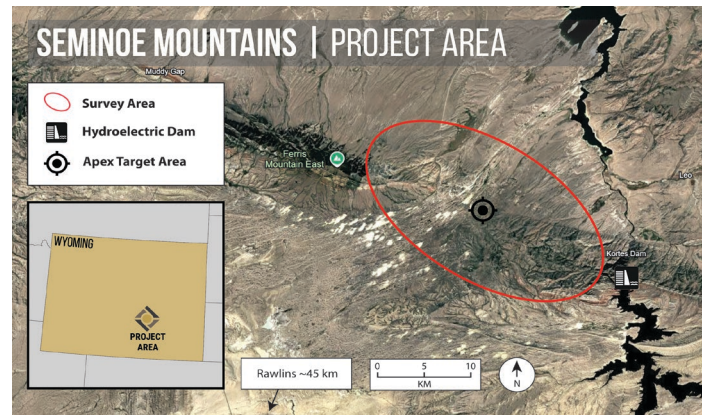 SEMINOE MOUNTAINS | PROJECT AREA
Muddy Gap
Survey Area
Hydroelectric Dam
Apex Target Area
Ferris
Mountain East
Leo
Kortes Dam
WYOMING
PROJECT
AREA
Rawlins ~45 km
0 5 10
KM
N